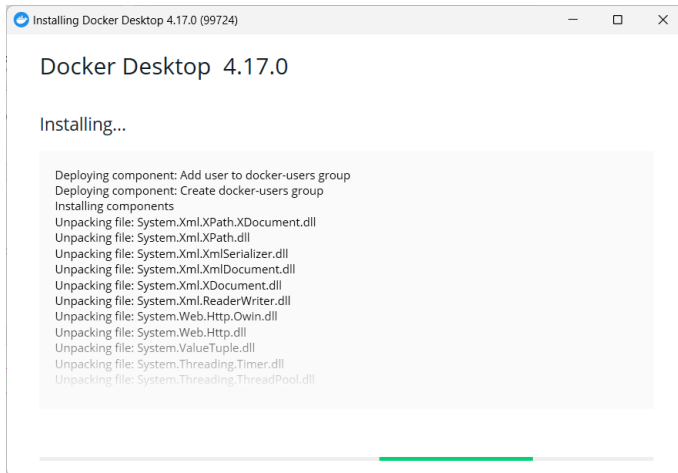 Installing Docker Desktop 4.17.0 (99724)
Docker Desktop 4.17.0
Installing...
Deploying component: Add user to docker-users group
Deploying component: Create docker-users group
Installing components
Unpacking file: System.Xml.XPath.XDocument.dll
Unpacking file: System.Xml.XPath.dll
Unpacking file: System.Xml.XmlSerializer.dll
Unpacking file: System.Xml.XmlDocument.dll
Unpacking file: System.Xml.XDocument.dll
Unpacking file: System.Xml.ReaderWriter.dll
Unpacking file: System.Web.Http.Owin.dll
Unpacking file: System.Web.Http.dll
Unpacking file: System.ValueTuple.dll
Unpacking file: System.Threading.Timer.dll
Unpacking file: System.Threading.ThreadPool.dll